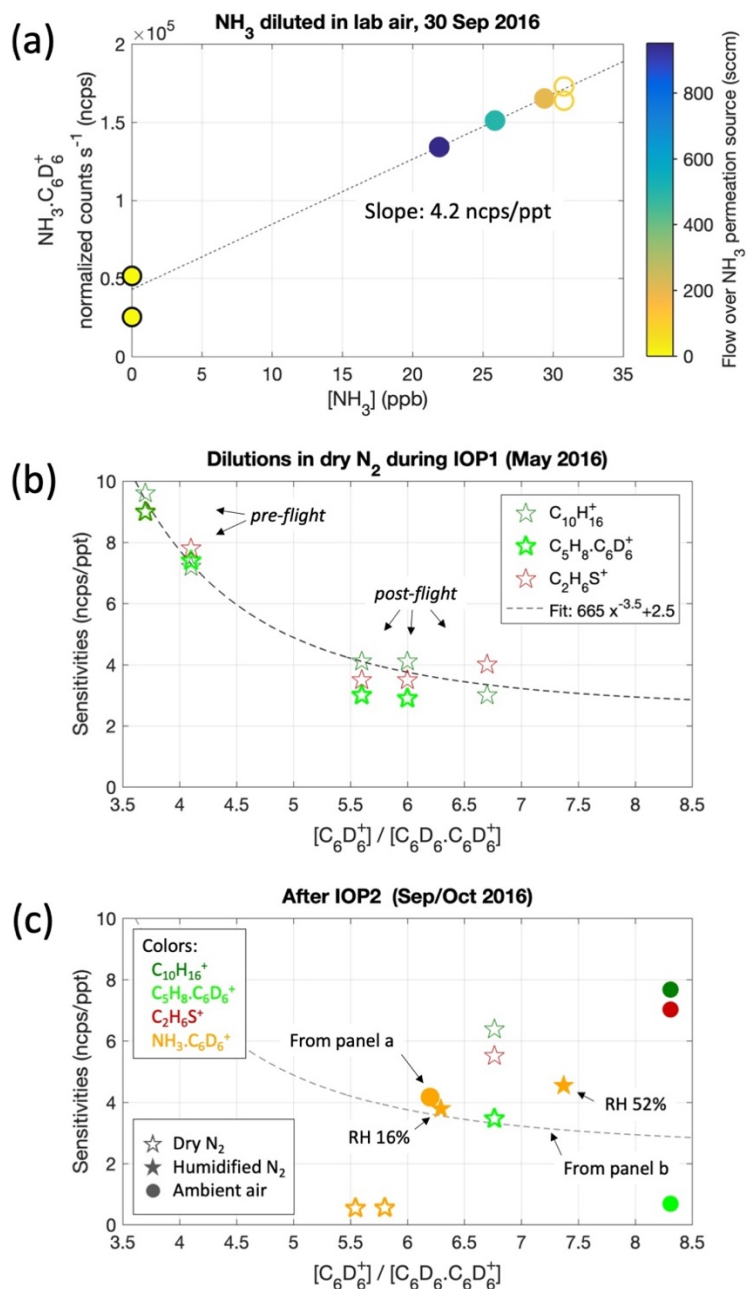 (a)
NH₃ diluted in lab air, 30 Sep 2016
×10⁵
2
1.5
1
0.5
0
NH₃.C₆D₆⁺
normalized counts s⁻¹ (ncps)
Slope: 4.2 ncps/ppt
0 5 10 15 20 25 30 35
[NH₃] (ppb)
800
600
400
200
0
Flow over NH₃ permeation source (sccm)
(b)
Dilutions in dry N₂ during IOP1 (May 2016)
10
8
6
4
2
0
Sensitivities (ncps/ppt)
pre-flight
post-flight
C₁₀H₁₆⁺
C₅H₈.C₆D₆⁺
C₂H₆S⁺
Fit: 665 x⁻³·⁵+2.5
3.5 4 4.5 5 5.5 6 6.5 7 7.5 8 8.5
[C₆D₆⁺] / [C₆D₆.C₆D₆⁺]
(c)
After IOP2 (Sep/Oct 2016)
10
8
6
4
2
0
Sensitivities (ncps/ppt)
Colors:
C₁₀H₁₆⁺
C₅H₈.C₆D₆⁺
C₂H₆S⁺
NH₃.C₆D₆⁺
From panel a
RH 16%
RH 52%
From panel b
Dry N₂
Humidified N₂
Ambient air
3.5 4 4.5 5 5.5 6 6.5 7 7.5 8 8.5
[C₆D₆⁺] / [C₆D₆.C₆D₆⁺]